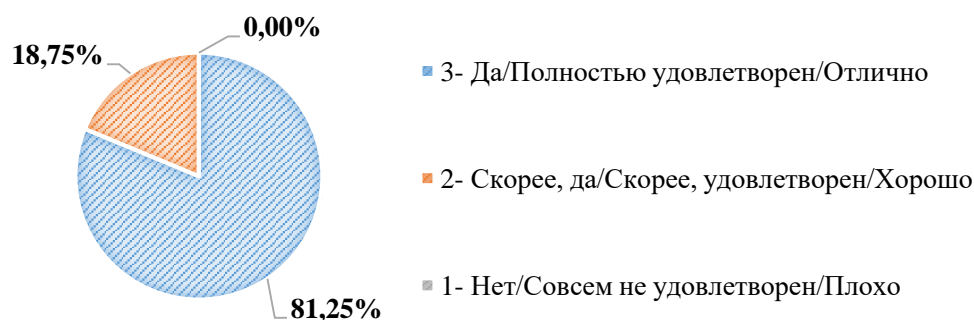 0,00%
18,75%
3- Да/Полностью удовлетворен/Отлично
2- Скорее, да/Скорее, удовлетворен/Хорошо
1- Нет/Совсем не удовлетворен/Плохо
81,25%